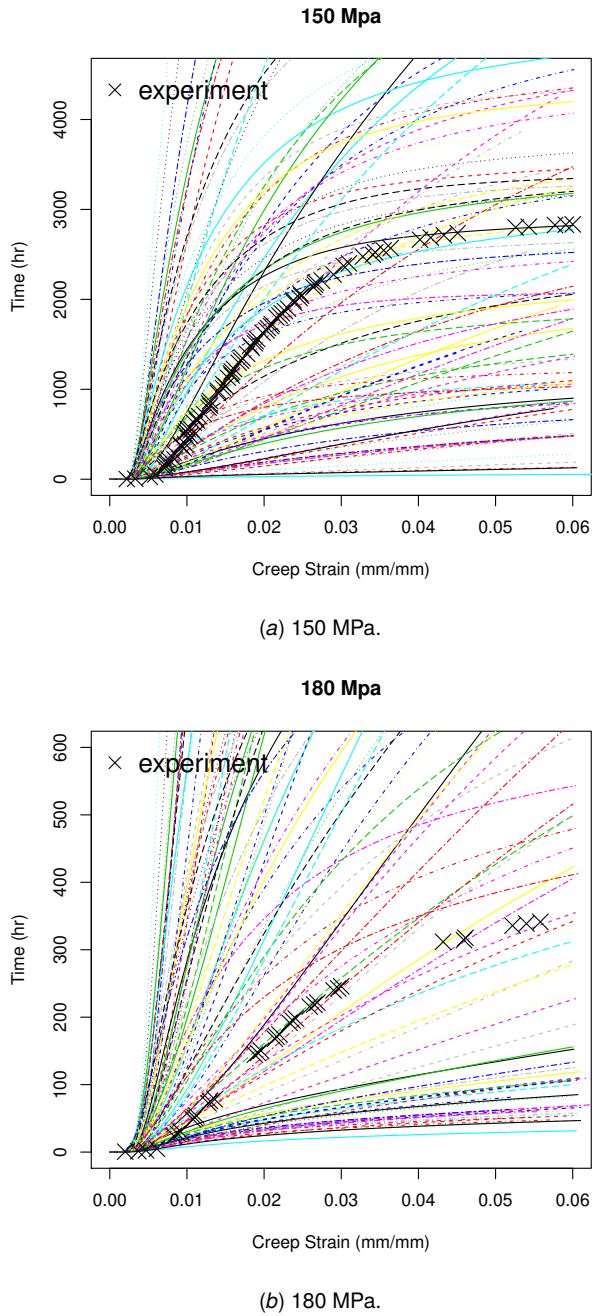 150 Mpa
× experiment
4000
3000
2000
1000
0
Time (hr)
0.00 0.01 0.02 0.03 0.04 0.05 0.06
Creep Strain (mm/mm)
(a) 150 MPa.
180 Mpa
× experiment
600
500
400
300
200
100
0
Time (hr)
0.00 0.01 0.02 0.03 0.04 0.05 0.06
Creep Strain (mm/mm)
(b) 180 MPa.